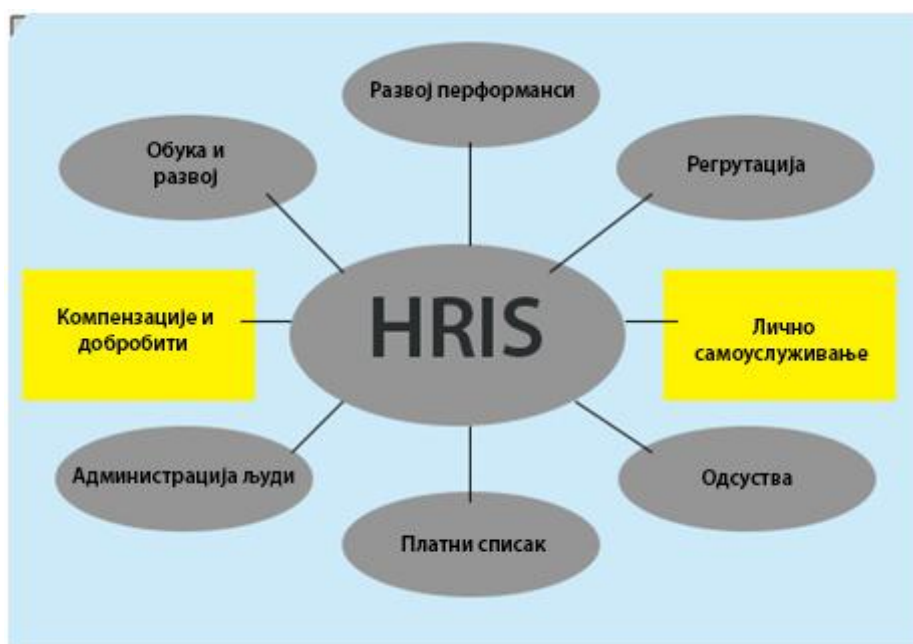 Развој перформанси
Обука и
развој
Регрутација
Компензације и
добробити
HRIS
Лично
самоуслуживање
Администрација људи
Одсуства
Платни списак